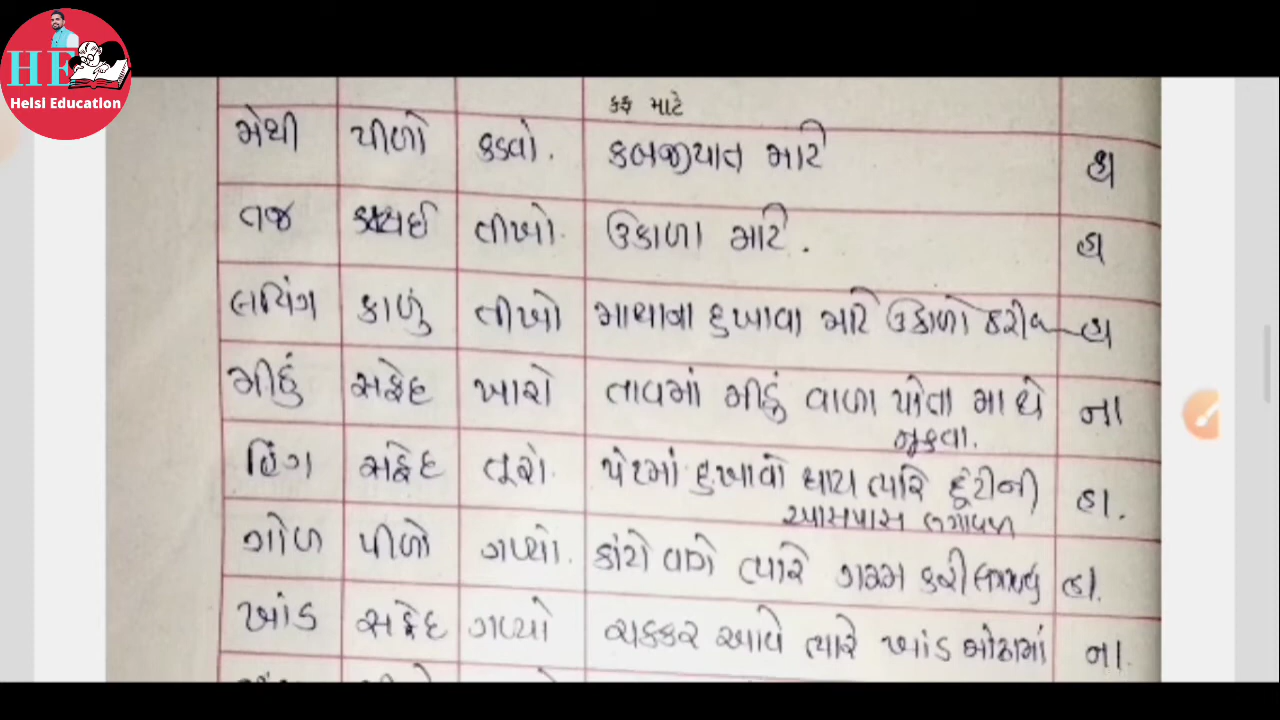 HE
Helsi Education
કફ માટે
મેથી પીળો કડવો. કબજીયાત માટે હા
તજ કથ્થઈ તીખો. ઉકાળા માટે. હા
લવિંગ કાળું તીખો માથાના દુખાવા માટે ઉકાળો કરીને હા
મીઠું સફેદ ખારો તાવમાં મીઠું વાળા પોતા માથે ના
મૂકવા.
હિંગ સફેદ તૂરો. પેટમાં દુખાવો થાય ત્યારે દૂંટીની હા.
આસપાસ લગાવવી
ગોળ પીળો ગળ્યો. કાંટો વાગે ત્યારે ગરમ કરી લગાવવું હા.
ખાંડ સફેદ ગળ્યો ચક્કર આવે ત્યારે ખાંડ મોઢામાં ના.